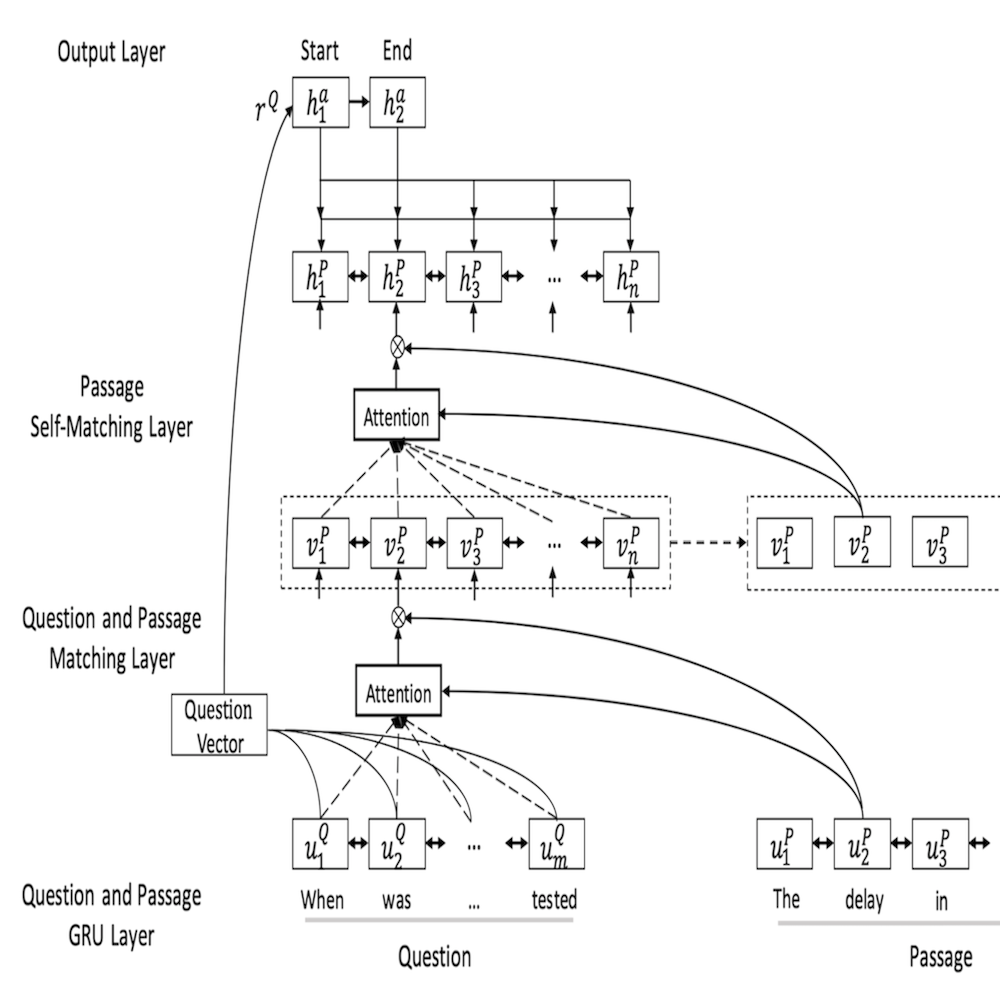 Output Layer
Start End
r^Q h_1^a h_2^a
h_1^P h_2^P h_3^P ... h_n^P
Passage
Self-Matching Layer
Attention
v_1^P v_2^P v_3^P ... v_n^P v_1^P v_2^P v_3^P
Question and Passage
Matching Layer
Attention
Question
Vector
u_1^Q u_2^Q ... u_m^Q u_1^P u_2^P u_3^P
When was ... tested The delay in
Question and Passage
GRU Layer
Question Passage